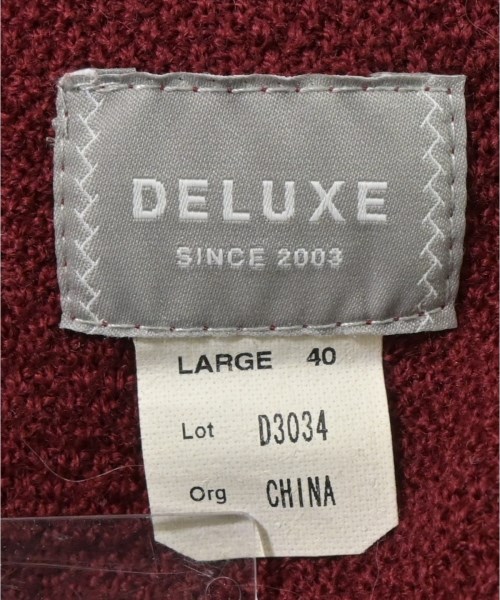 DELUXE
SINCE 2003
LARGE 40
Lot D3034
Org CHINA